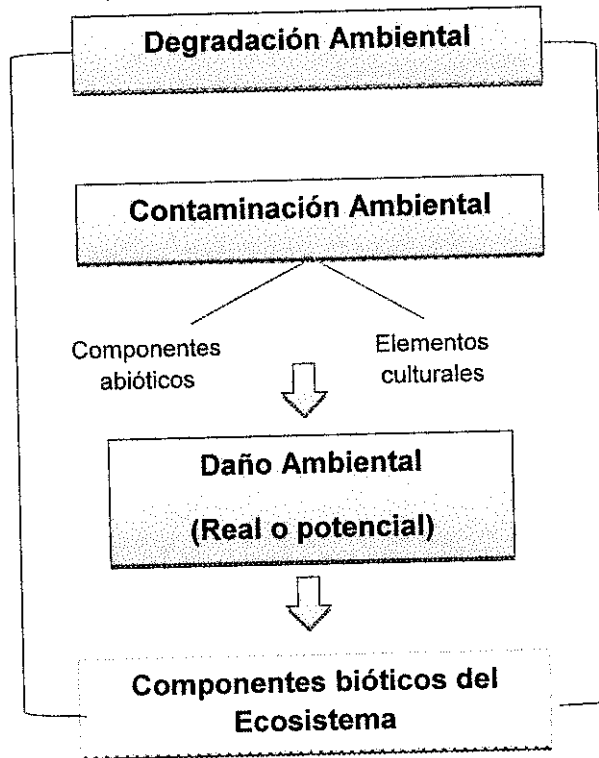 Degradación Ambiental
Contaminación Ambiental
Componentes
abióticos
Elementos
culturales
Daño Ambiental
(Real o potencial)
Componentes bióticos del
Ecosistema